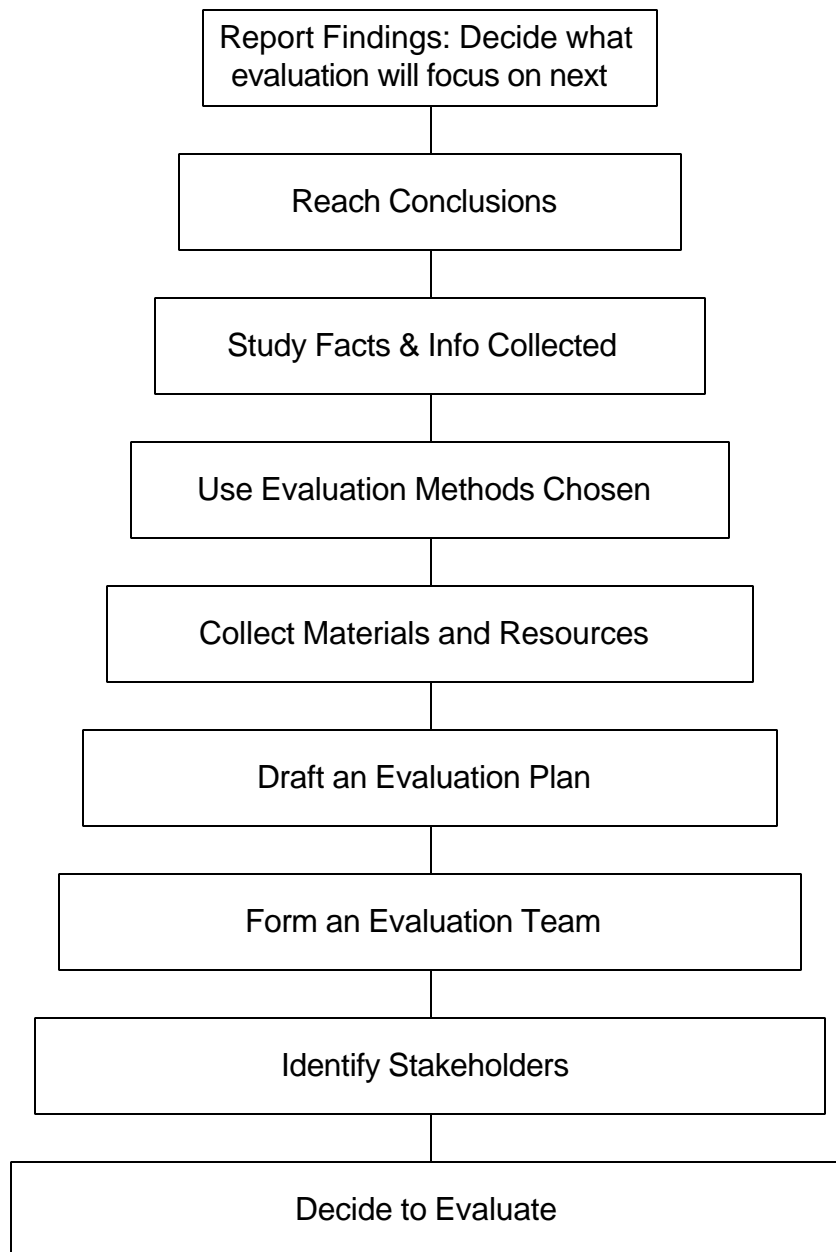 Report Findings: Decide what
evaluation will focus on next
Reach Conclusions
Study Facts & Info Collected
Use Evaluation Methods Chosen
Collect Materials and Resources
Draft an Evaluation Plan
Form an Evaluation Team
Identify Stakeholders
Decide to Evaluate